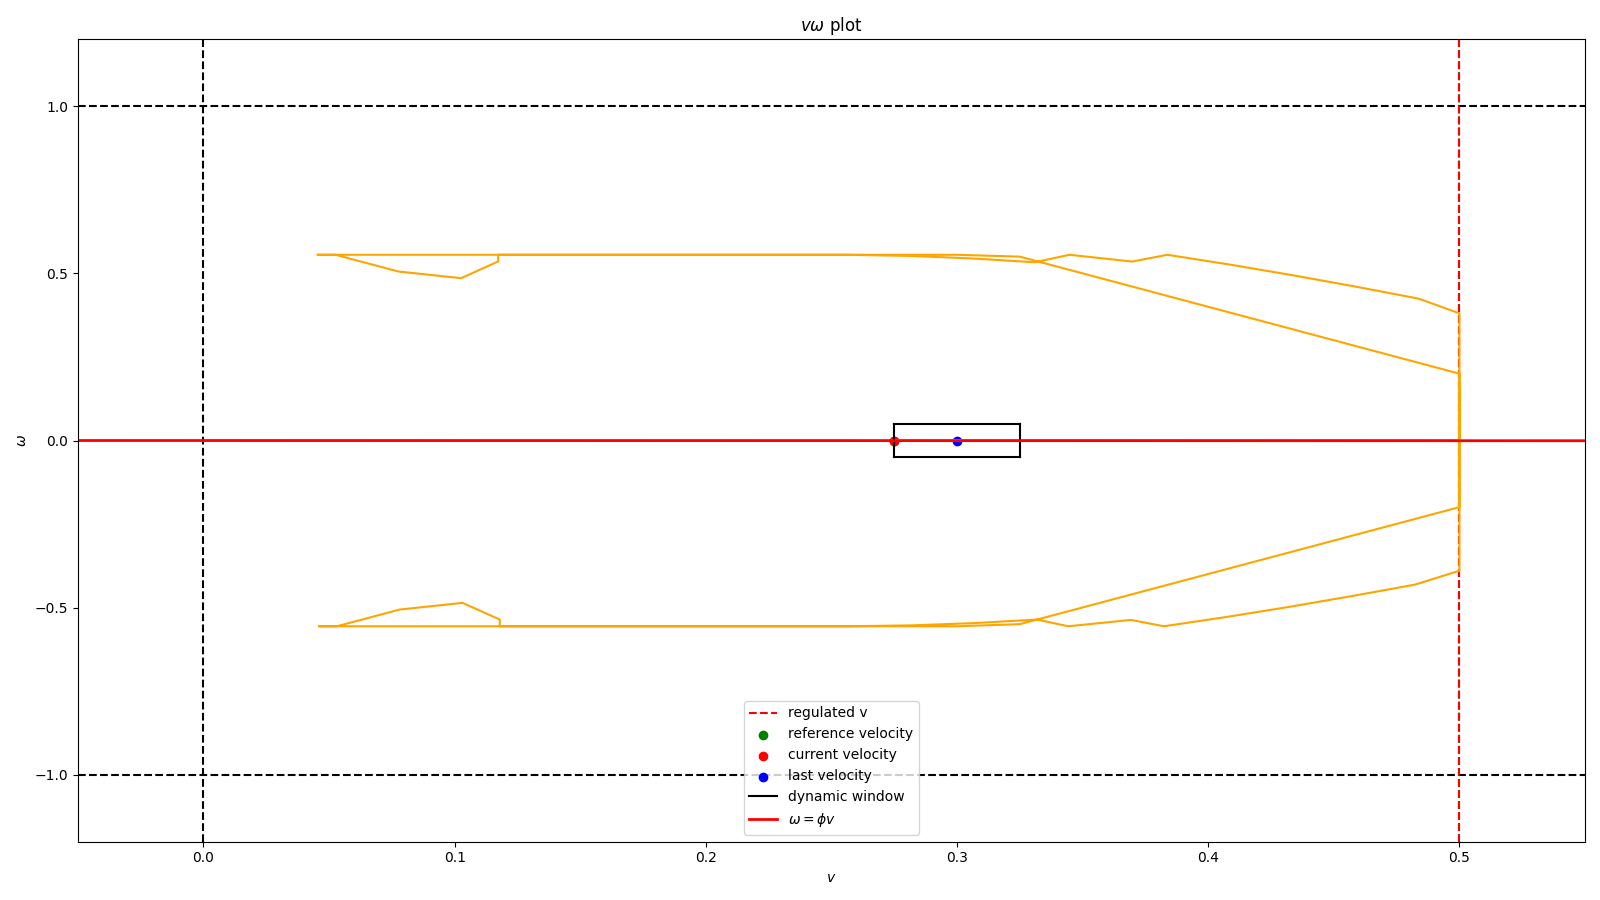 vω plot
1.0
0.5
0.0
−0.5
−1.0
ω
0.0
0.1
0.2
0.3
0.4
0.5
v
regulated v
reference velocity
current velocity
last velocity
dynamic window
ω = ϕv